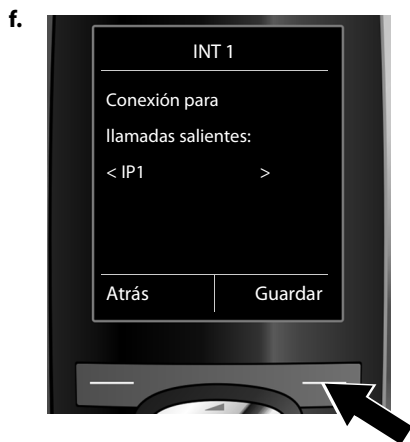 f.
INT 1
Conexión para
llamadas salientes:
< IP1 >
Atrás Guardar